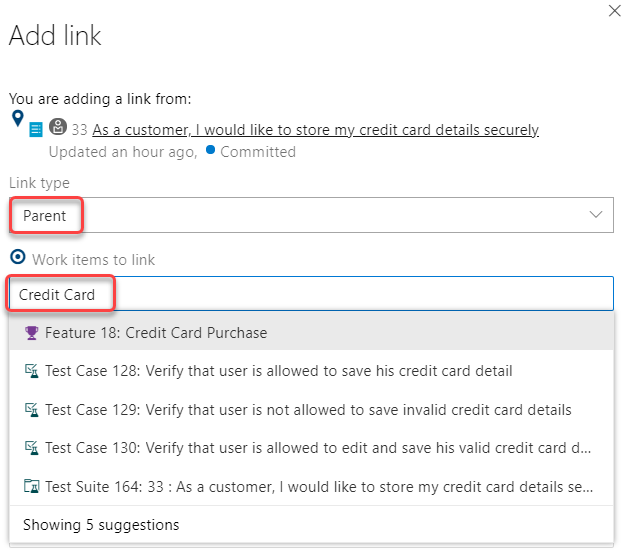 Add link
You are adding a link from:
33 As a customer, I would like to store my credit card details securely
Updated an hour ago, Committed
Link type
Parent
Work items to link
Credit Card
Feature 18: Credit Card Purchase
Test Case 128: Verify that user is allowed to save his credit card detail
Test Case 129: Verify that user is not allowed to save invalid credit card details
Test Case 130: Verify that user is allowed to edit and save his valid credit card d...
Test Suite 164: 33 : As a customer, I would like to store my credit card details se...
Showing 5 suggestions